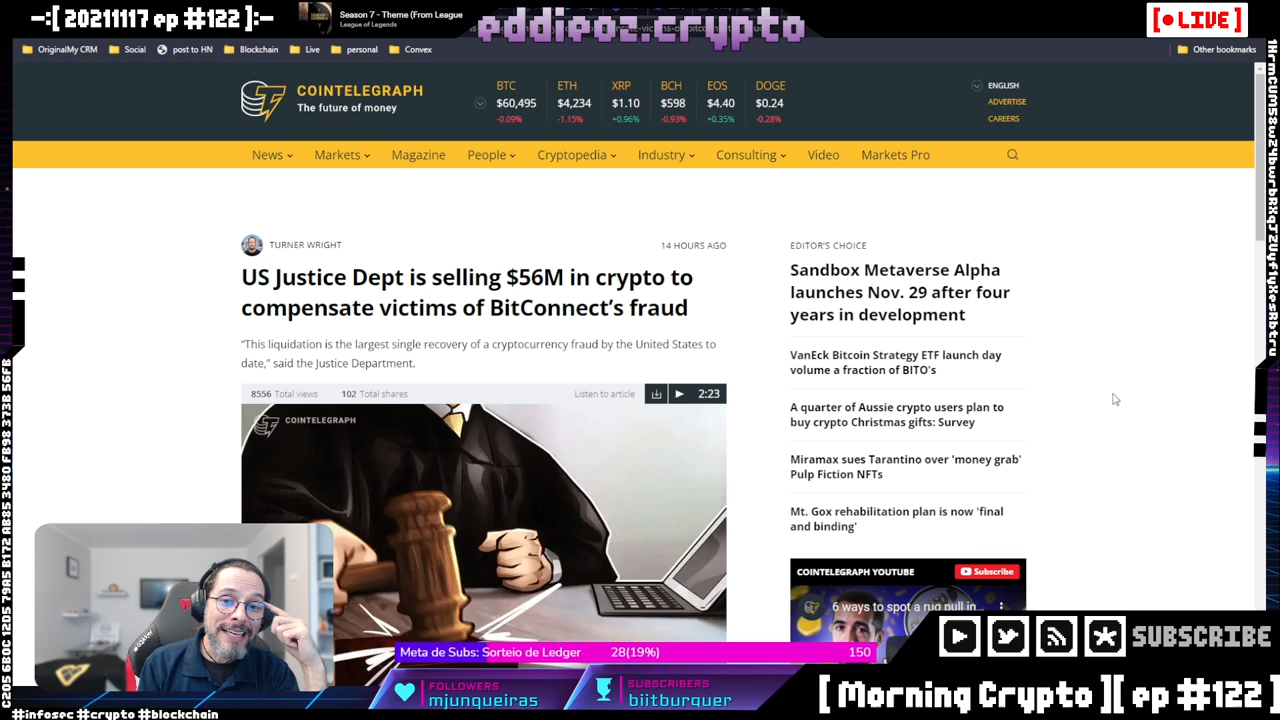 -:[ 20211117 ep #122 ]:-
Season 7 - Theme (From League
League of Legends
eddieoz.crypto
[● LIVE]
OriginalMy CRM
Social
post to HN
Blockchain
Live
personal
Convex
Other bookmarks
COINTELEGRAPH
The future of money
BTC ETH XRP BCH EOS DOGE
$60,495 $4,234 $1.10 $598 $4.40 $0.24
-0.09% -1.15% +0.96% -0.93% +0.35% -0.28%
ENGLISH
ADVERTISE
CAREERS
News Markets Magazine People Cryptopedia Industry Consulting Video Markets Pro
TURNER WRIGHT
14 HOURS AGO
US Justice Dept is selling $56M in crypto to
compensate victims of BitConnect's fraud
"This liquidation is the largest single recovery of a cryptocurrency fraud by the United States to
date," said the Justice Department.
8556 Total views 102 Total shares Listen to article 2:23
COINTELEGRAPH
EDITOR'S CHOICE
Sandbox Metaverse Alpha
launches Nov. 29 after four
years in development
VanEck Bitcoin Strategy ETF launch day
volume a fraction of BITO's
A quarter of Aussie crypto users plan to
buy crypto Christmas gifts: Survey
Miramax sues Tarantino over 'money grab'
Pulp Fiction NFTs
Mt. Gox rehabilitation plan is now 'final
and binding'
COINTELEGRAPH YOUTUBE
Subscribe
6 ways to spot a rug pull in...
Meta de Subs: Sorteio de Ledger 28(19%) 150
FOLLOWERS
mjunqueiras
SUBSCRIBERS
biitburquer
SUBSCRIBE
[ Morning Crypto ][ ep #122 ]
#infosec #crypto #blockchain